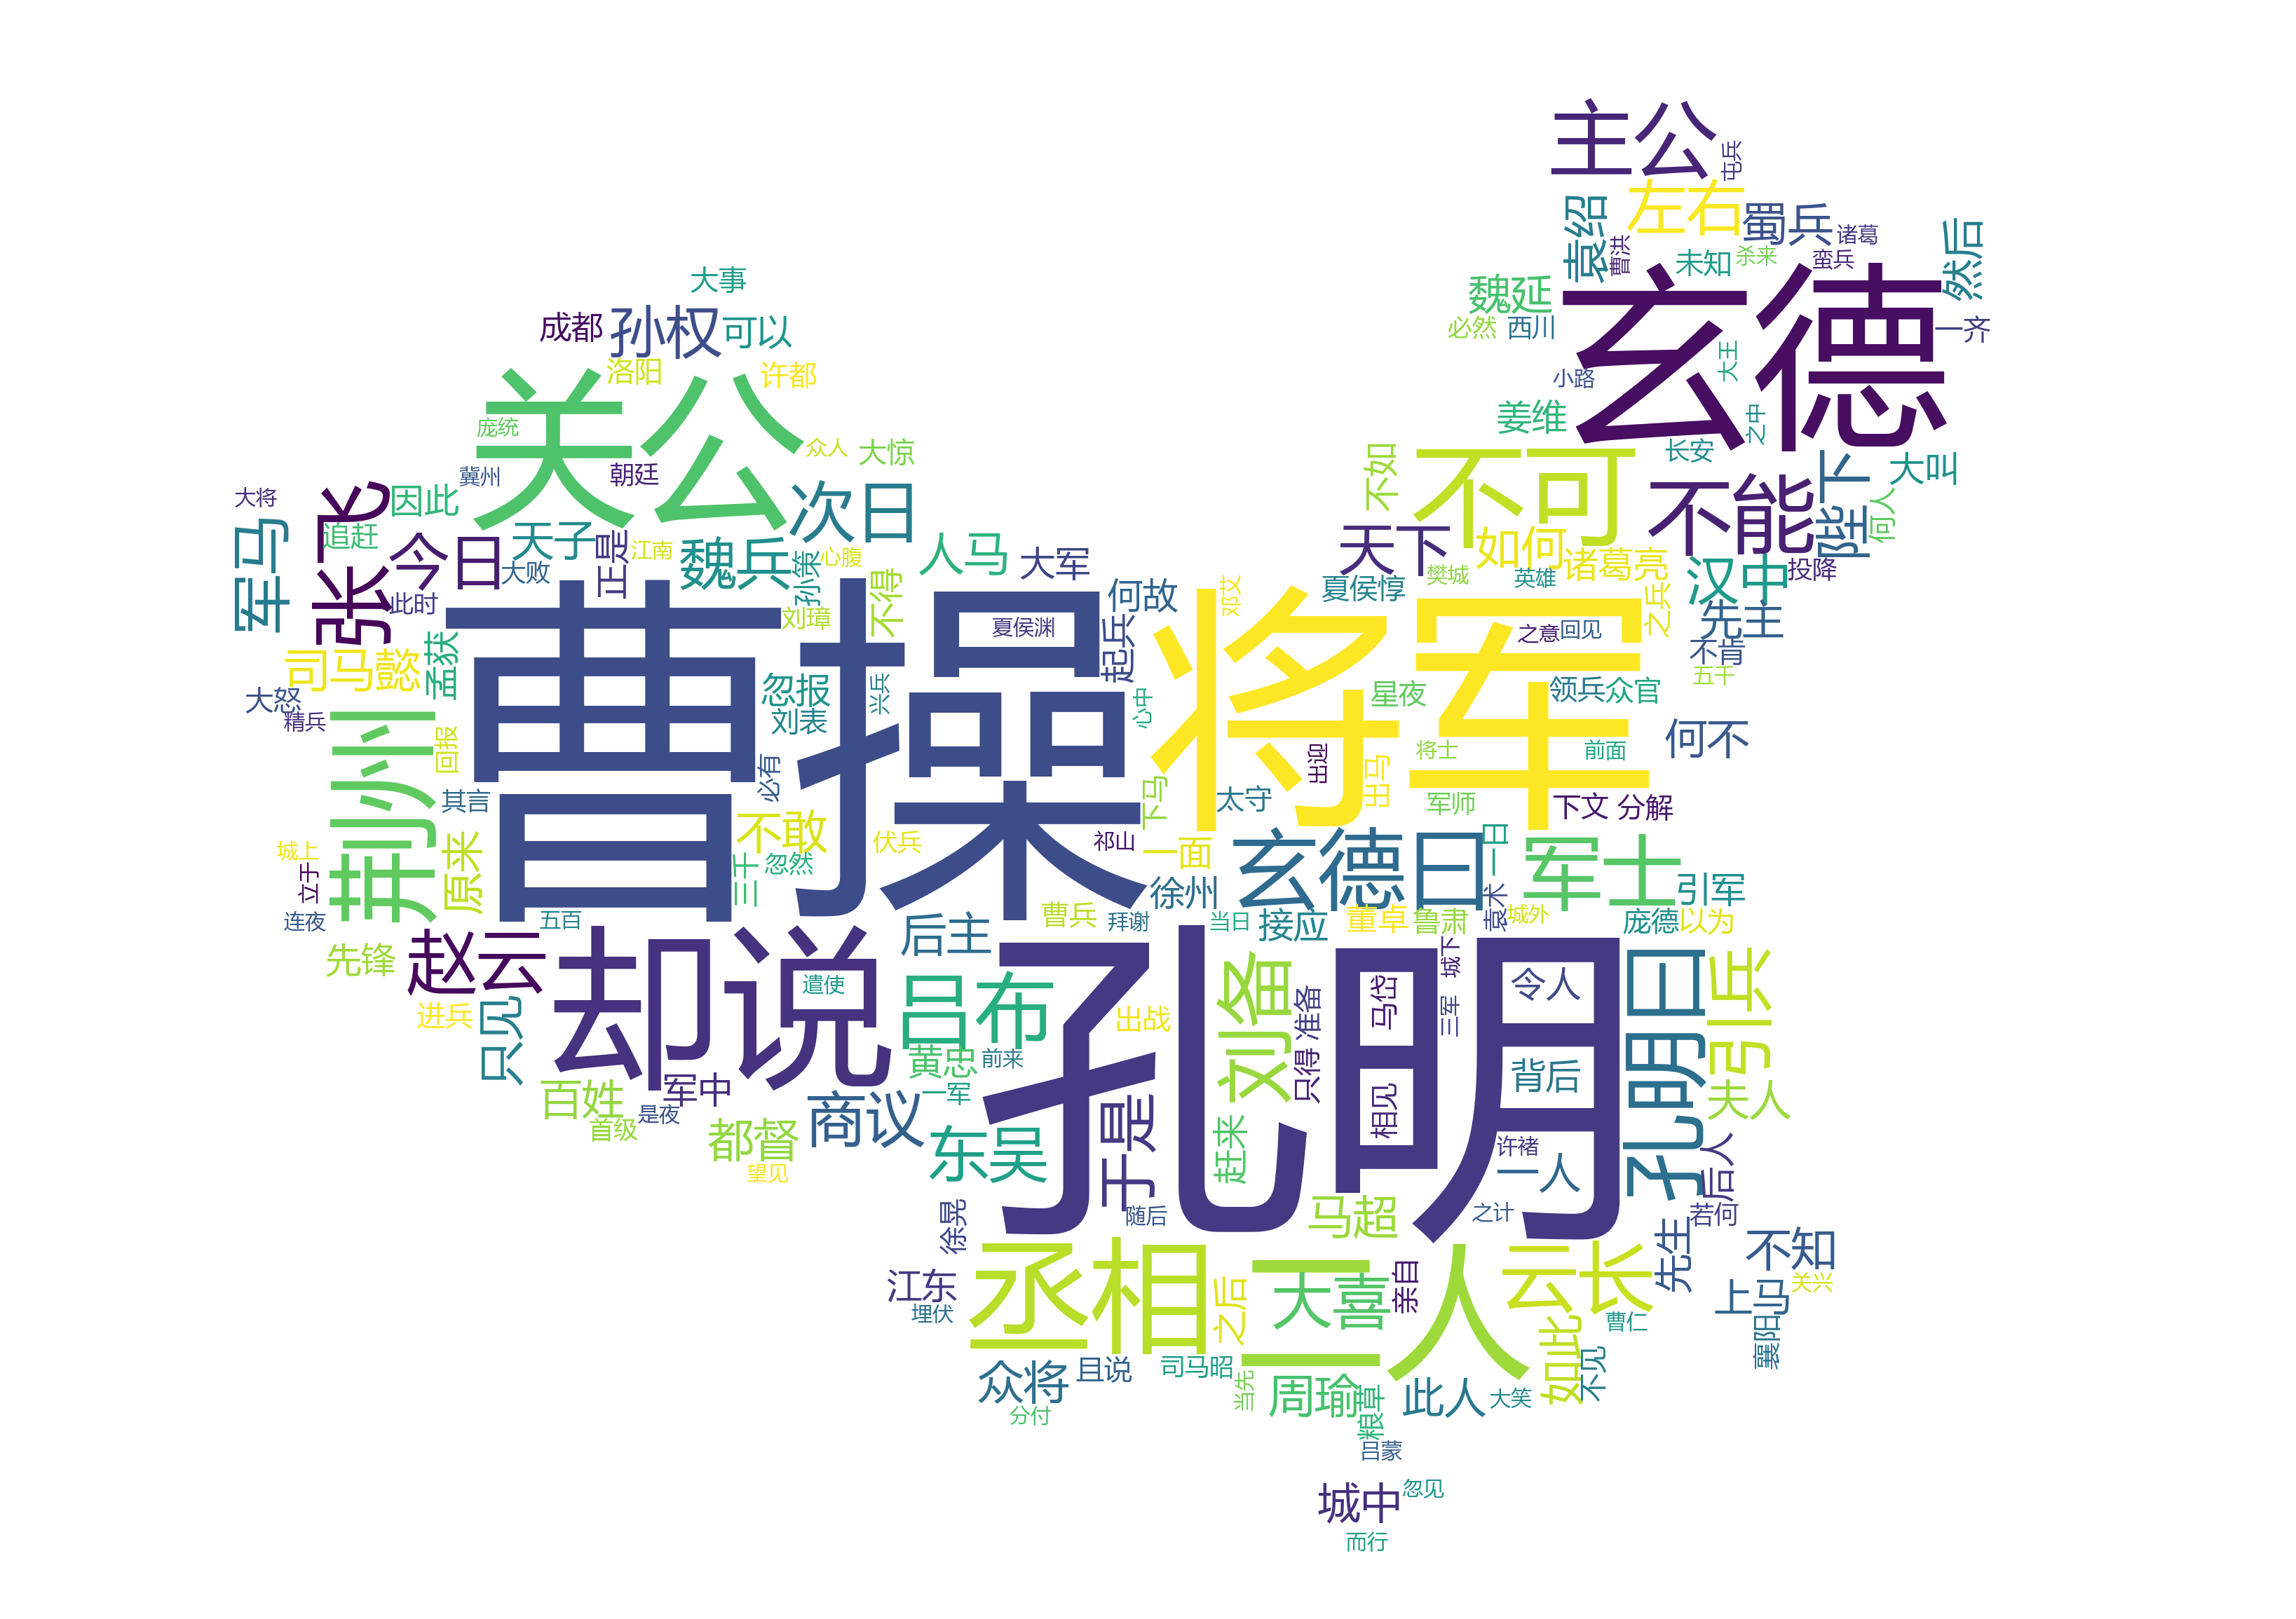 主公
屯兵
左右
袁绍
曹洪
蜀兵
诸葛
未知
杀来
蛮兵
然后
大事
魏延
玄德
成都
孙权
可以
必然
西川
一齐
洛阳
许都
大王
小路
关公
姜维
之中
庞统
众人
大惊
不如
不可
长安
冀州
朝廷
不能
陛下
大叫
大将
张飞
因此
次日
何人
军马
追赶
今日
天子
正是
江南
魏兵
孙策
心腹
人马
大军
天下
如何
诸葛亮
汉中
投降
大败
此时
不得
何故
夏侯惇
樊城
英雄
邓艾
之兵
先主
曹操
刘璋
夏侯渊
起兵
将军
之意
回见
不肯
司马懿
孟获
忽报
兴兵
星夜
领兵
众官
五千
大怒
精兵
刘表
心中
荆州
回报
必有
出迎
出马
将士
前面
何不
其言
不敢
下马
太守
军师
下文
分解
城上
原来
伏兵
祁山
一面
玄德曰
一日
军士
立于
三千
忽然
徐州
引军
连夜
五百
曹兵
拜谢
当日
接应
董卓
鲁肃
袁术
城外
庞德
以为
先锋
赵云
却说
后主
刘备
城下
孔明曰
引兵
遣使
吕布
孔明
马岱
令人
进兵
只见
出战
准备
三军
黄忠
前来
只得
背后
百姓
军中
一军
相见
夫人
首级
是夜
商议
于是
都督
东吴
赶来
许褚
一人
后人
望见
徐晃
随后
马超
之计
若何
先生
不知
江东
丞相
之后
大喜
二人
亲自
云长
上马
关兴
埋伏
曹仁
襄阳
众将
且说
司马昭
当先
周瑜
粮草
此人
大笑
如此
不见
分付
吕蒙
城中
忽见
而行